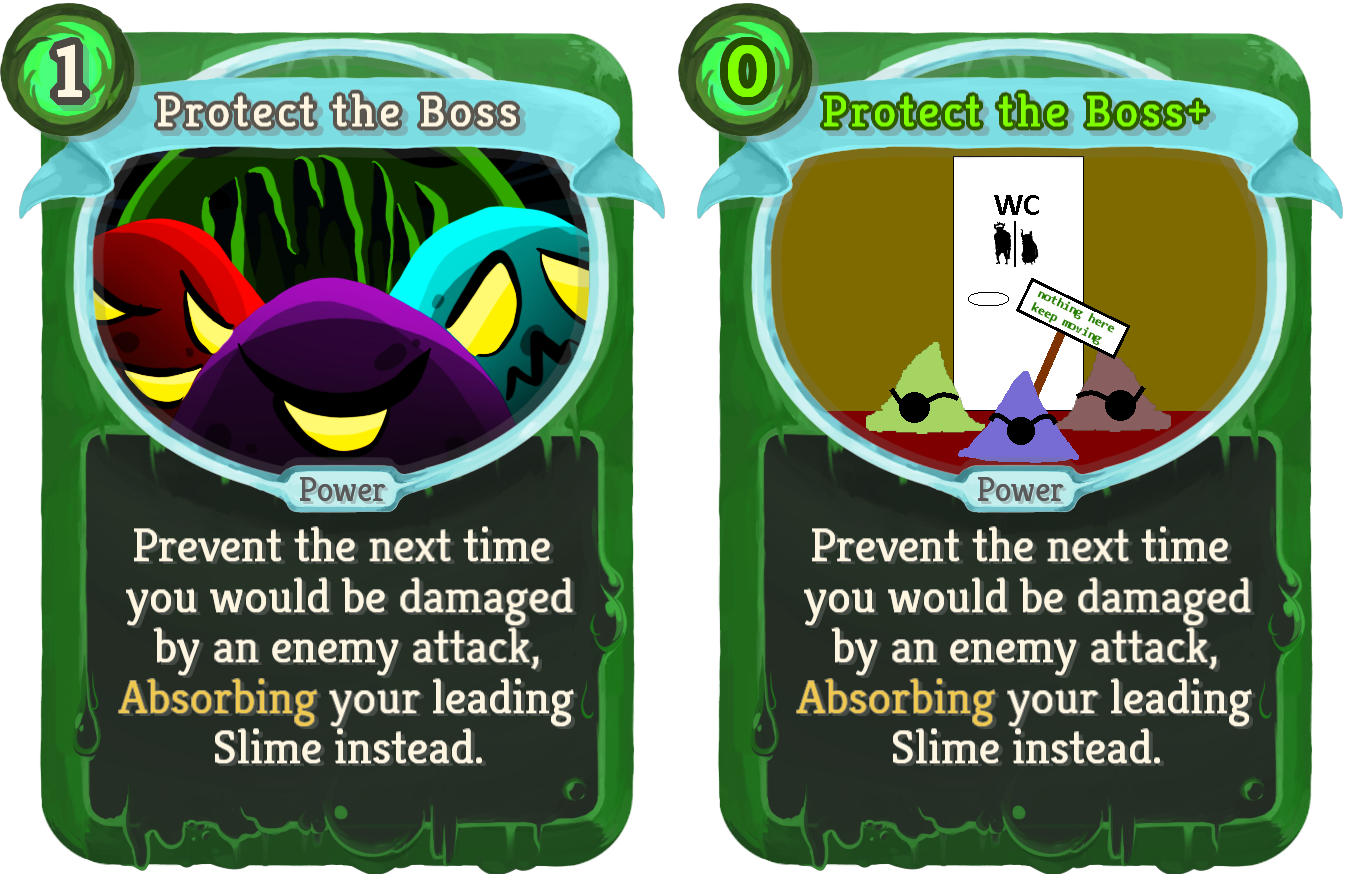 1
Protect the Boss
Power
Prevent the next time
you would be damaged
by an enemy attack,
Absorbing your leading
Slime instead.
0
Protect the Boss+
WC
nothing here
keep moving
Power
Prevent the next time
you would be damaged
by an enemy attack,
Absorbing your leading
Slime instead.